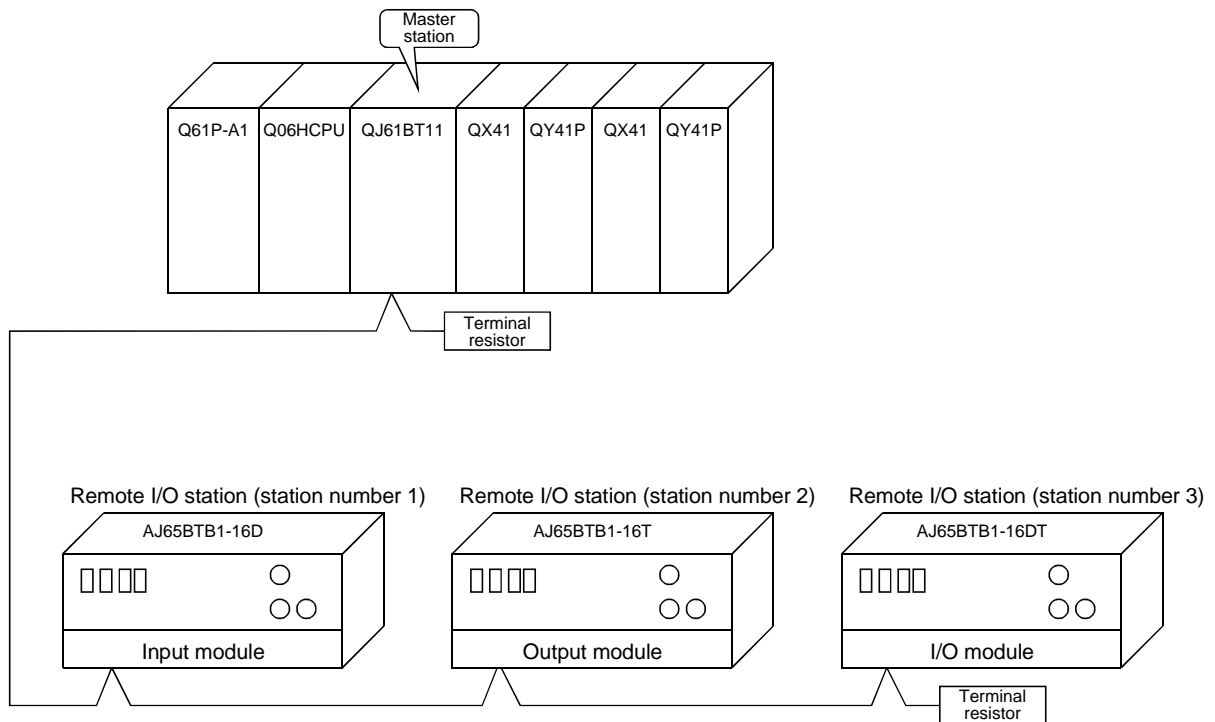 Master
station
Q61P-A1 Q06HCPU QJ61BT11 QX41 QY41P QX41 QY41P
Terminal
resistor
Remote I/O station (station number 1) Remote I/O station (station number 2) Remote I/O station (station number 3)
AJ65BTB1-16D AJ65BTB1-16T AJ65BTB1-16DT
Input module Output module I/O module
Terminal
resistor